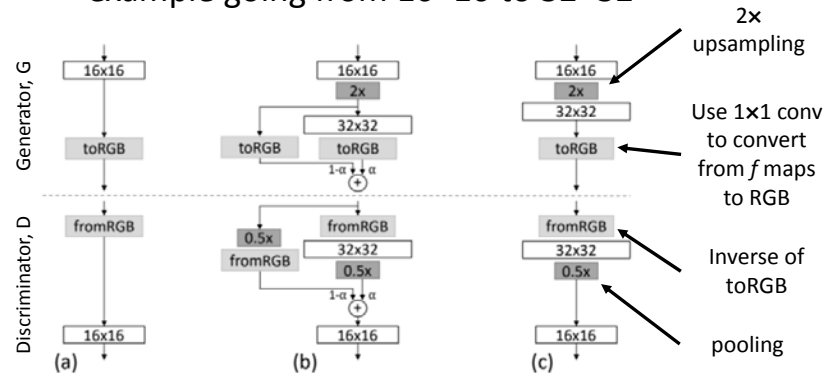 example going from 16×16 to 32×32
2×
upsampling
Use 1×1 conv
to convert
from f maps
to RGB
Inverse of
toRGB
pooling
Generator, G
16x16
toRGB
16x16
2x
32x32
toRGB
toRGB
1-α
α
+
16x16
2x
32x32
toRGB
Discriminator, D
fromRGB
16x16
(a)
0.5x
fromRGB
fromRGB
32x32
0.5x
1-α
α
+
16x16
(b)
fromRGB
32x32
0.5x
16x16
(c)